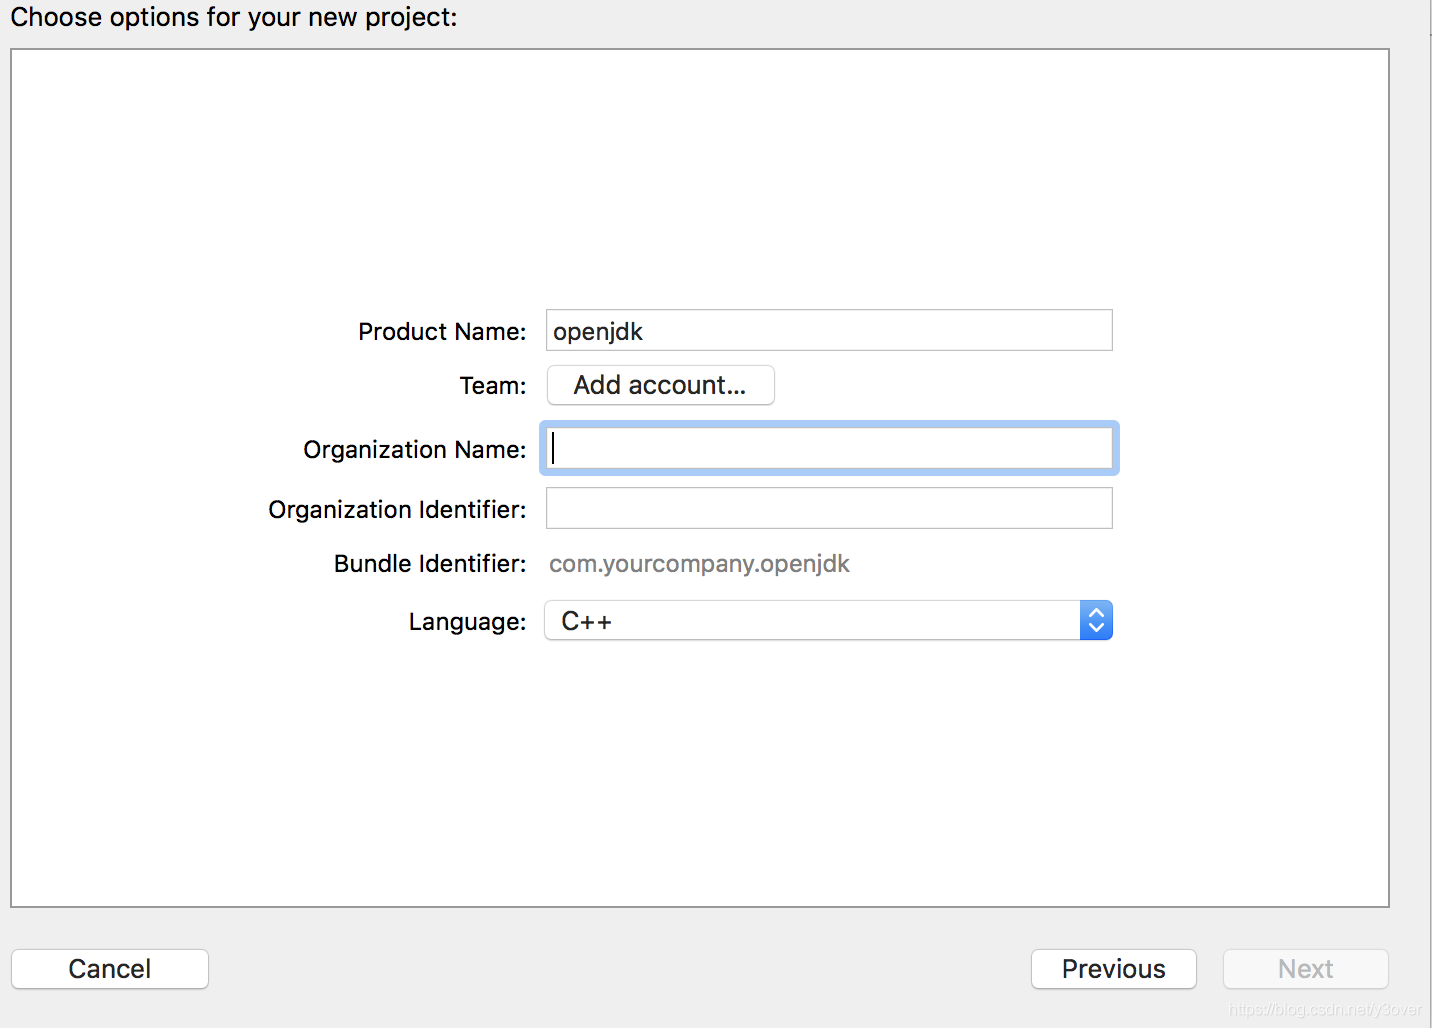 Choose options for your new project:
Product Name: openjdk
Team: Add account...
Organization Name:
Organization Identifier:
Bundle Identifier: com.yourcompany.openjdk
Language: C++
Cancel Previous Next
https://blog.csdn.net/y3over